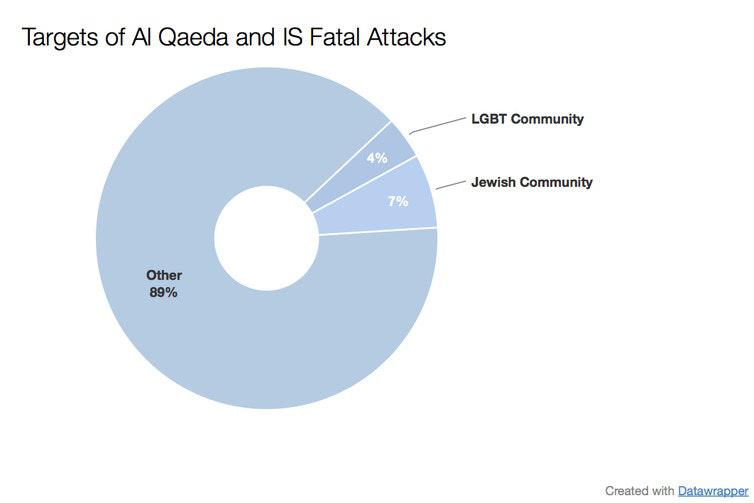 Targets of Al Qaeda and IS Fatal Attacks
LGBT Community
4%
Jewish Community
7%
Other
89%
Created with Datawrapper